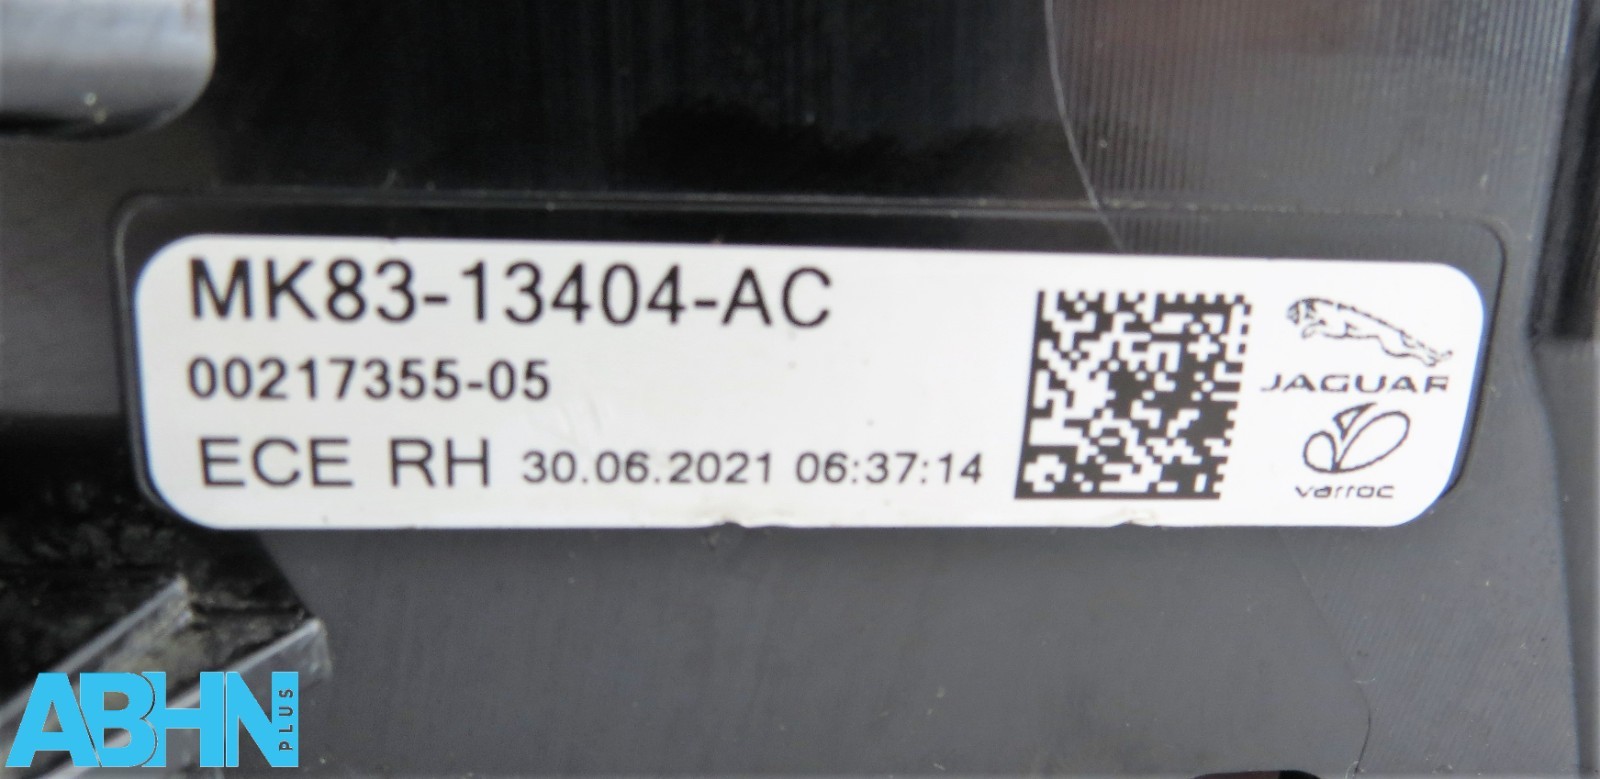 MK83-13404-AC
00217355-05
ECE RH 30.06.2021 06:37:14
JAGUAR
varroc
ABHN PLUS